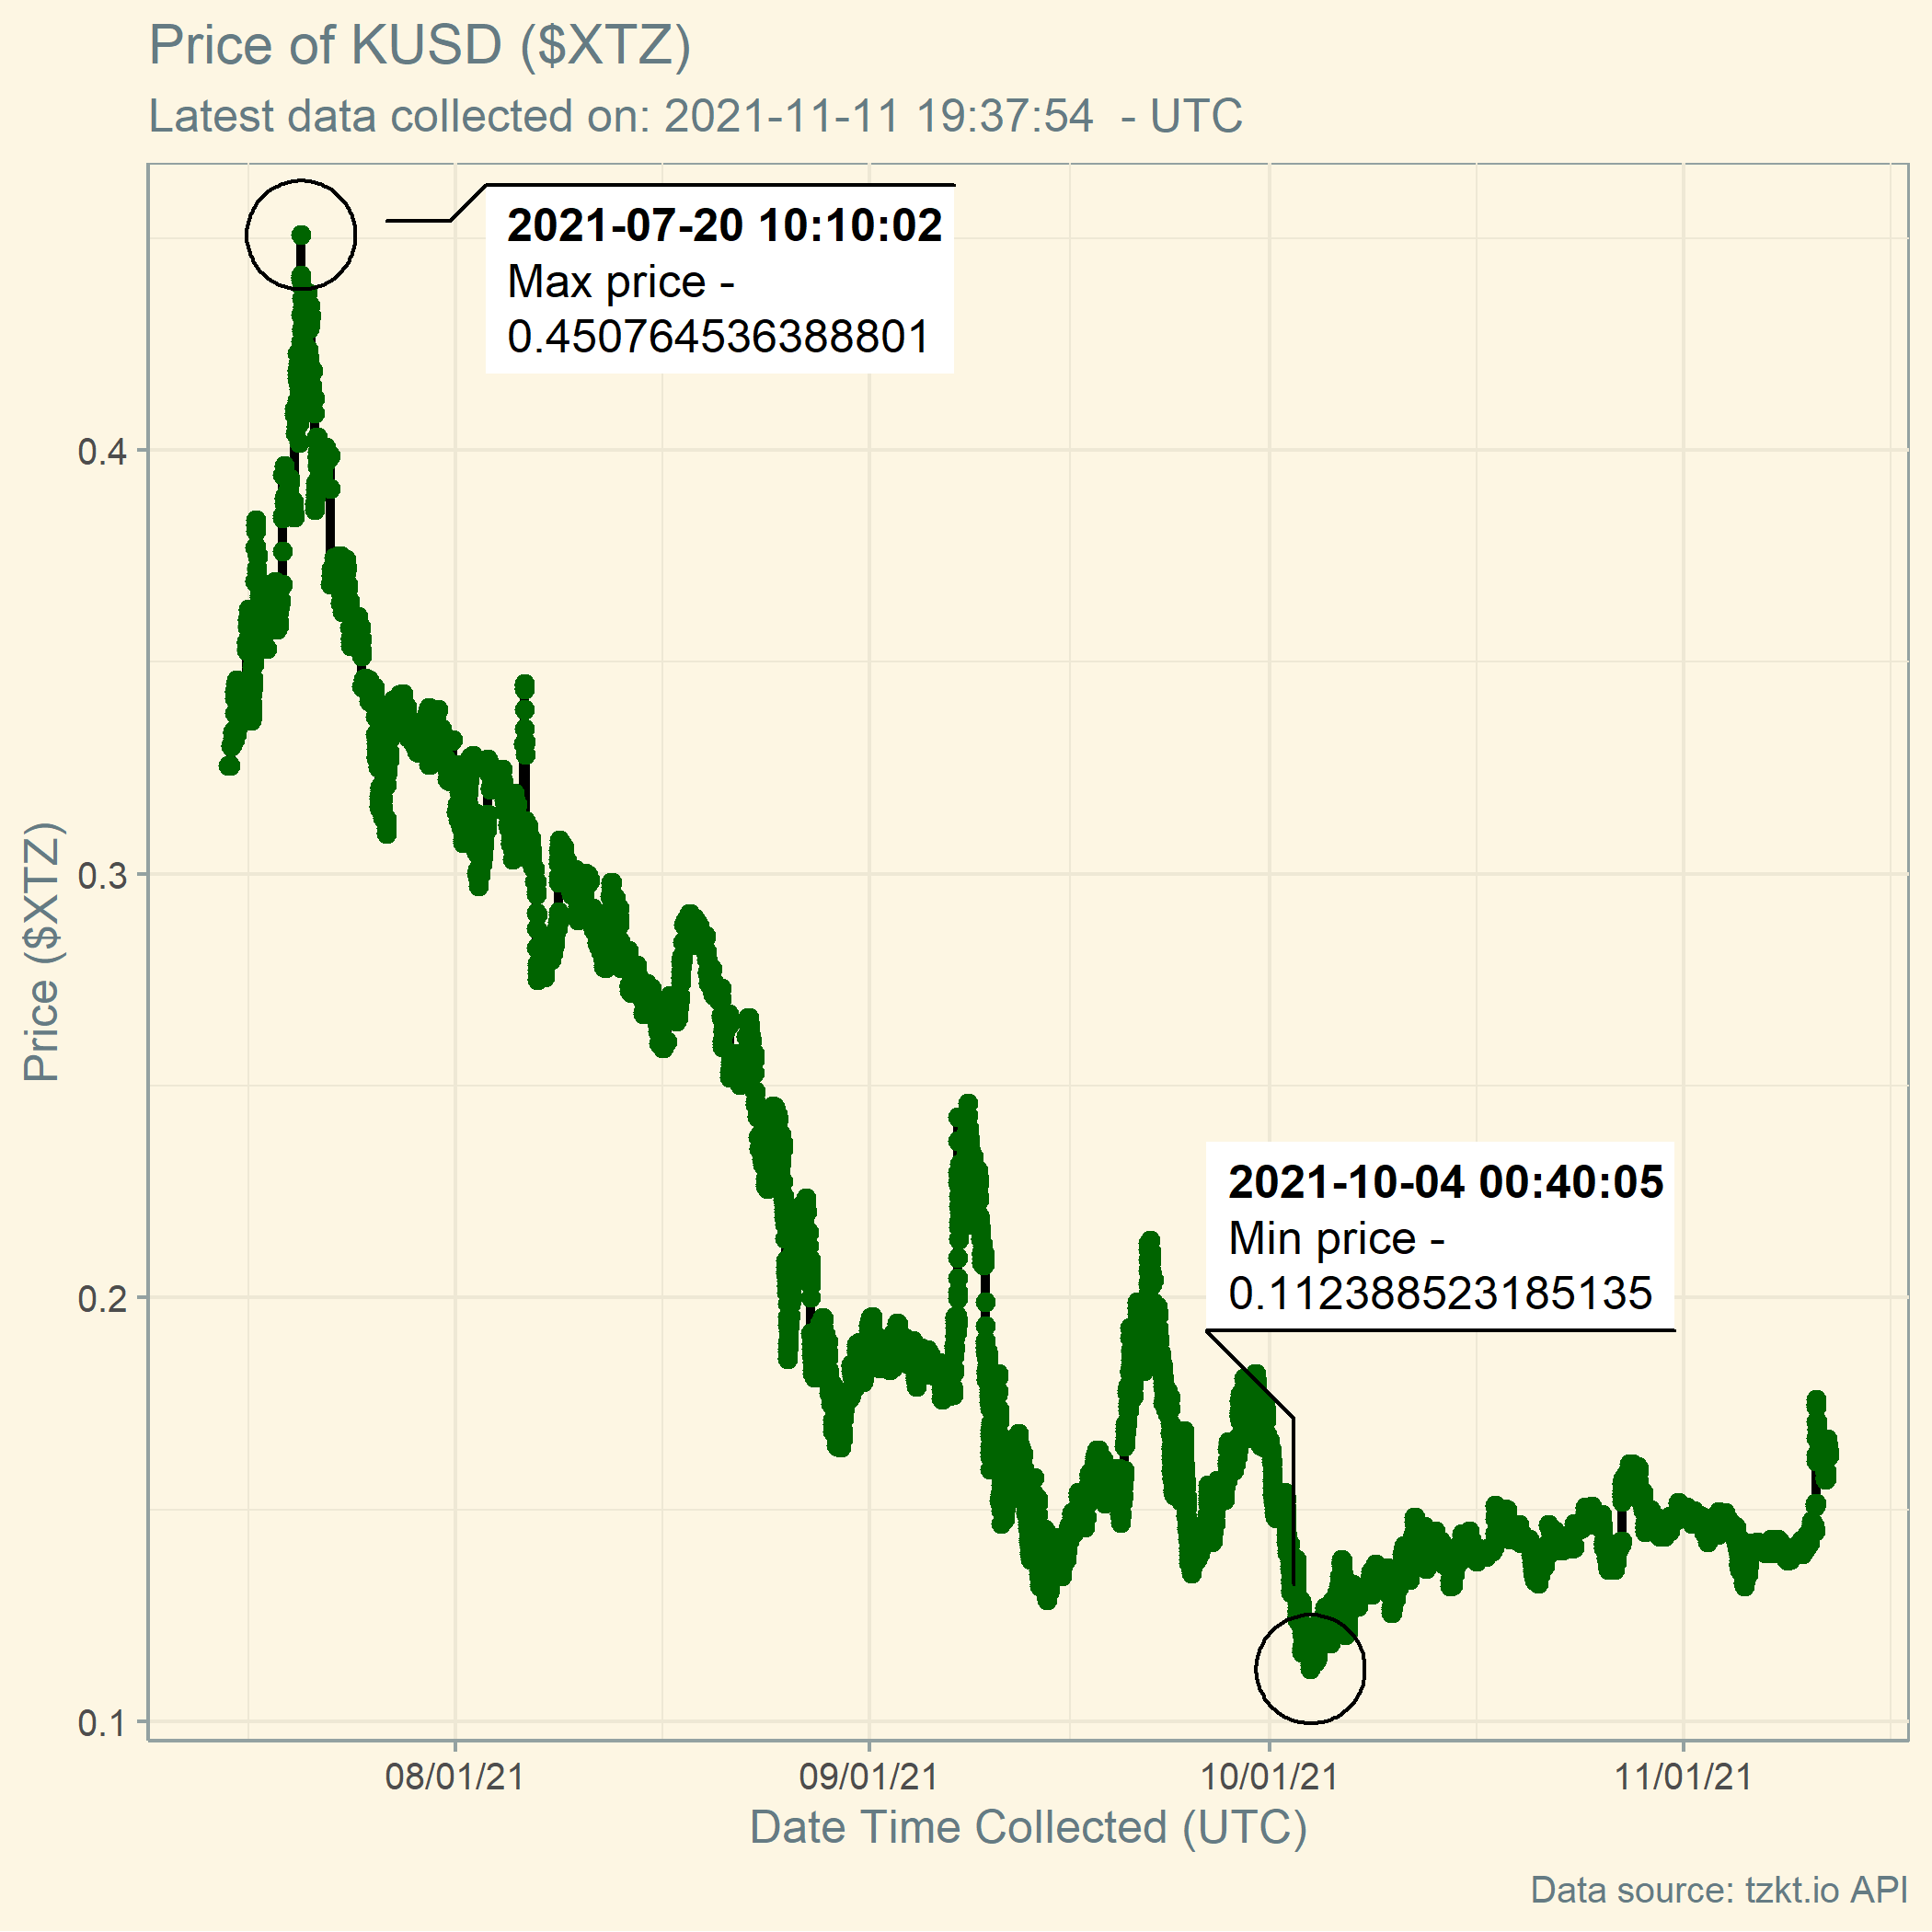 Price of KUSD ($XTZ)
Latest data collected on: 2021-11-11 19:37:54  - UTC
2021-07-20 10:10:02
Max price -
0.450764536388801
2021-10-04 00:40:05
Min price -
0.112388523185135
Price ($XTZ)
0.4
0.3
0.2
0.1
08/01/21
09/01/21
10/01/21
11/01/21
Date Time Collected (UTC)
Data source: tzkt.io API